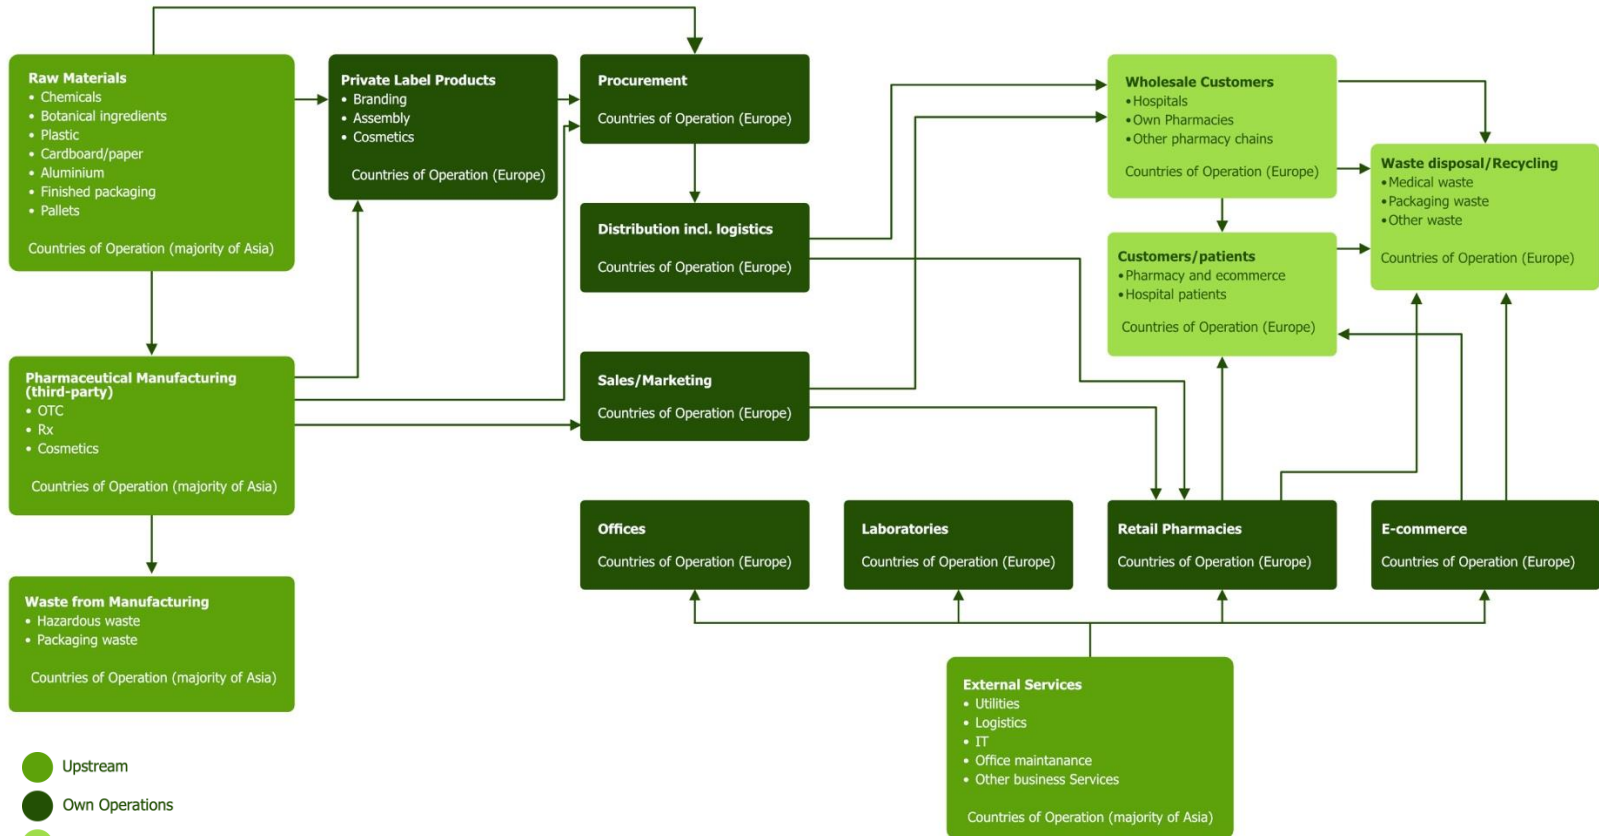 Raw Materials
• Chemicals
• Botanical ingredients
• Plastic
• Cardboard/paper
• Aluminium
• Finished packaging
• Pallets
Countries of Operation (majority of Asia)
Private Label Products
• Branding
• Assembly
• Cosmetics
Countries of Operation (Europe)
Procurement
Countries of Operation (Europe)
Distribution incl. logistics
Countries of Operation (Europe)
Wholesale Customers
• Hospitals
• Own Pharmacies
• Other pharmacy chains
Countries of Operation (Europe)
Waste disposal/Recycling
• Medical waste
• Packaging waste
• Other waste
Countries of Operation (Europe)
Customers/patients
• Pharmacy and ecommerce
• Hospital patients
Countries of Operation (Europe)
Pharmaceutical Manufacturing
(third-party)
• OTC
• Rx
• Cosmetics
Countries of Operation (majority of Asia)
Sales/Marketing
Countries of Operation (Europe)
Offices
Countries of Operation (Europe)
Laboratories
Countries of Operation (Europe)
Retail Pharmacies
Countries of Operation (Europe)
E-commerce
Countries of Operation (Europe)
Waste from Manufacturing
• Hazardous waste
• Packaging waste
Countries of Operation (majority of Asia)
External Services
• Utilities
• Logistics
• IT
• Office maintanance
• Other business Services
Countries of Operation (majority of Asia)
Upstream
Own Operations